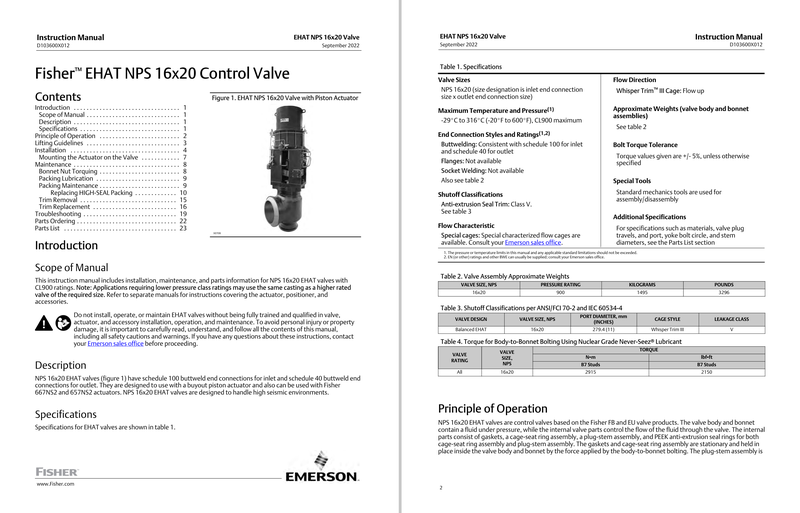 Instruction Manual
D103600X012
EHAT NPS 16x20 Valve
September 2022
Fisher™ EHAT NPS 16x20 Control Valve
Contents
Introduction . . . . . . . . . . . . . . . . . . . . . . . . . . . . . . . 1
Scope of Manual . . . . . . . . . . . . . . . . . . . . . . . . . . . 1
Description . . . . . . . . . . . . . . . . . . . . . . . . . . . . . . . 1
Specifications . . . . . . . . . . . . . . . . . . . . . . . . . . . . . 1
Principle of Operation . . . . . . . . . . . . . . . . . . . . . . . 2
Lifting Guidelines . . . . . . . . . . . . . . . . . . . . . . . . . . . 3
Installation . . . . . . . . . . . . . . . . . . . . . . . . . . . . . . . . 4
Mounting the Actuator on the Valve . . . . . . . . . . . 7
Maintenance . . . . . . . . . . . . . . . . . . . . . . . . . . . . . . . 8
Bonnet Nut Torquing . . . . . . . . . . . . . . . . . . . . . . . 8
Packing Lubrication . . . . . . . . . . . . . . . . . . . . . . . . 9
Packing Maintenance . . . . . . . . . . . . . . . . . . . . . . . 9
Replacing HIGH-SEAL Packing . . . . . . . . . . . . 10
Trim Removal . . . . . . . . . . . . . . . . . . . . . . . . . . . . 15
Trim Replacement . . . . . . . . . . . . . . . . . . . . . . . . 16
Troubleshooting . . . . . . . . . . . . . . . . . . . . . . . . . . . 19
Parts Ordering . . . . . . . . . . . . . . . . . . . . . . . . . . . . 22
Parts List . . . . . . . . . . . . . . . . . . . . . . . . . . . . . . . . 23
Figure 1. EHAT NPS 16x20 Valve with Piston Actuator
Introduction
Scope of Manual
This instruction manual includes installation, maintenance, and parts information for NPS 16x20 EHAT valves with
CL900 ratings. Note: Applications requiring lower pressure class ratings may use the same casting as a higher rated
valve of the required size. Refer to separate manuals for instructions covering the actuator, positioner, and
accessories.
Do not install, operate, or maintain EHAT valves without being fully trained and qualified in valve,
actuator, and accessory installation, operation, and maintenance. To avoid personal injury or property
damage, it is important to carefully read, understand, and follow all the contents of this manual,
including all safety cautions and warnings. If you have any questions about these instructions, contact
your Emerson sales office before proceeding.
Description
NPS 16x20 EHAT valves (figure 1) have schedule 100 buttweld end connections for inlet and schedule 40 buttweld end
connections for outlet. They are designed to use with a buyout piston actuator and also can be used with Fisher
667NS2 and 657NS2 actuators. NPS 16x20 EHAT valves are designed to handle high seismic environments.
Specifications
Specifications for EHAT valves are shown in table 1.
FISHER
www.Fisher.com
EMERSON
EHAT NPS 16x20 Valve
September 2022
Instruction Manual
D103600X012
Table 1. Specifications
Valve Sizes
NPS 16x20 (size designation is inlet end connection
size x outlet end connection size)
Maximum Temperature and Pressure(1)
-29°C to 316°C (-20°F to 600°F), CL900 maximum
End Connection Styles and Ratings(1,2)
Buttwelding: Consistent with schedule 100 for inlet
and schedule 40 for outlet
Flanges: Not available
Socket Welding: Not available
Also see table 2
Shutoff Classifications
Anti-extrusion Seal Trim: Class V.
See table 3
Flow Characteristic
Special cages: Special characterized flow cages are
available. Consult your Emerson sales office.
Flow Direction
Whisper Trim™ III Cage: Flow up
Approximate Weights (valve body and bonnet
assemblies)
See table 2
Bolt Torque Tolerance
Torque values given are +/- 5%, unless otherwise
specified
Special Tools
Standard mechanics tools are used for
assembly/disassembly
Additional Specifications
For specifications such as materials, valve plug
travels, and port, yoke bolt circle, and stem
diameters, see the Parts List section
1. The pressure or temperature limits in this manual and any applicable standard limitations should not be exceeded.
2. EN (or other) ratings and other BWE can usually be supplied; consult your Emerson sales office.
Table 2. Valve Assembly Approximate Weights
VALVE SIZE, NPS PRESSURE RATING KILOGRAMS POUNDS
16x20 900 1495 3296
Table 3. Shutoff Classifications per ANSI/FCI 70-2 and IEC 60534-4
VALVE DESIGN VALVE SIZE, NPS PORT DIAMETER, mm (INCHES) CAGE STYLE LEAKAGE CLASS
Balanced EHAT 16x20 279.4 (11) Whisper Trim III V
Table 4. Torque for Body-to-Bonnet Bolting Using Nuclear Grade Never-Seez® Lubricant
VALVE RATING VALVE SIZE, NPS TORQUE
N•m lbf-ft
B7 Studs B7 Studs
All 16x20 2915 2150
Principle of Operation
NPS 16x20 EHAT valves are control valves based on the Fisher FB and EU valve products. The valve body and bonnet
contain a fluid under pressure, while the internal valve parts control the flow of the fluid through the valve. The internal
parts consist of gaskets, a cage-seat ring assembly, a plug-stem assembly, and PEEK anti-extrusion seal rings for both
cage-seat ring assembly and plug-stem assembly. The gaskets and cage-seat ring assembly are stationary and held in
place inside the valve body and bonnet by the force applied by the body-to-bonnet bolting. The plug-stem assembly is
2